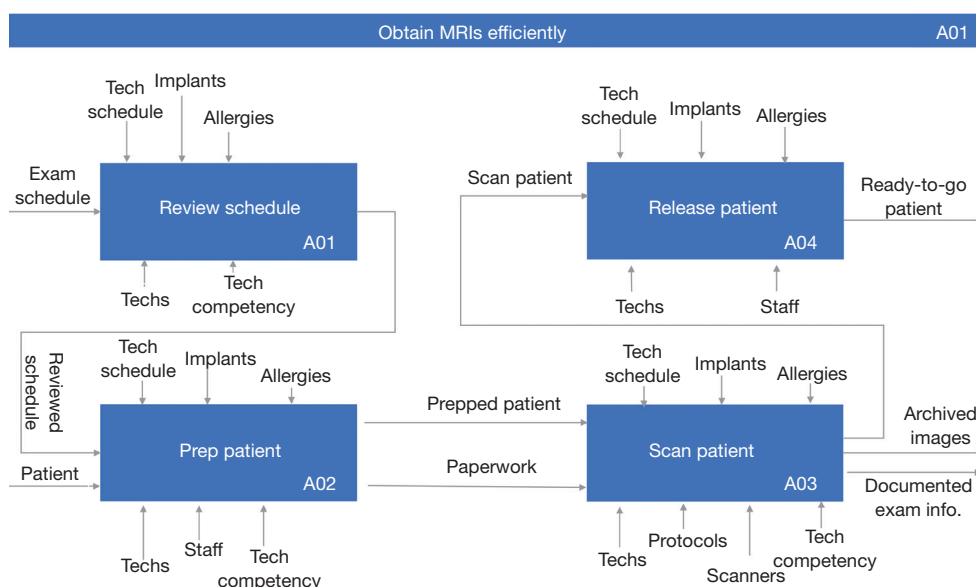 Obtain MRIs efficiently
A01
Tech
schedule
Implants
Allergies
Exam
schedule
Review schedule
A01
Techs
Tech
competency
Tech
schedule
Implants
Allergies
Scan patient
Release patient
A04
Ready-to-go
patient
Techs
Staff
Reviewed
schedule
Tech
schedule
Implants
Allergies
Patient
Prep patient
A02
Techs
Staff
Tech
competency
Prepped patient
Paperwork
Tech
schedule
Implants
Allergies
Scan patient
A03
Archived
images
Documented
exam info.
Techs
Protocols
Scanners
Tech
competency